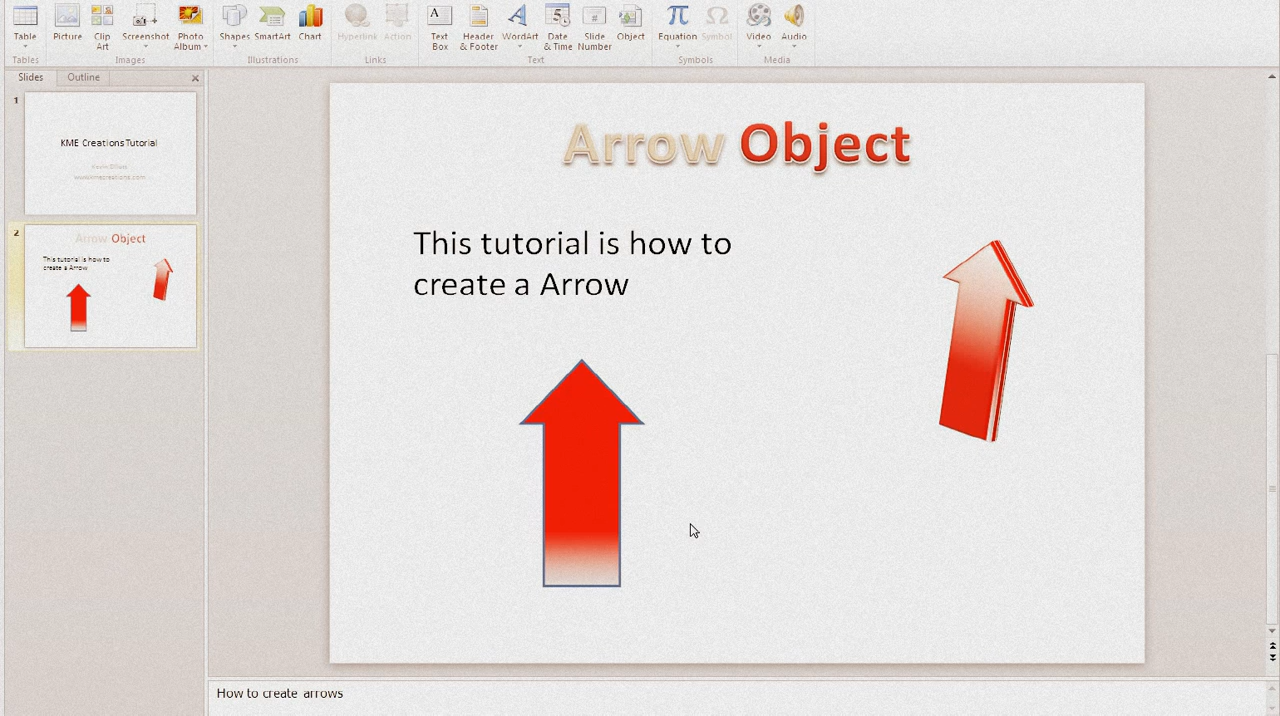 Table
Picture
Clip
Art
Screenshot
Photo
Album
Shapes
SmartArt
Chart
Hyperlink
Action
Text
Box
Header
& Footer
WordArt
Date
& Time
Slide
Number
Object
Equation
Symbol
Video
Audio
Tables
Images
Illustrations
Links
Text
Symbols
Media
Slides
Outline
1
KME Creations Tutorial
www.kmecreations.com
2
Arrow Object
This tutorial is how to
create a Arrow
Arrow Object
This tutorial is how to
create a Arrow
How to create arrows